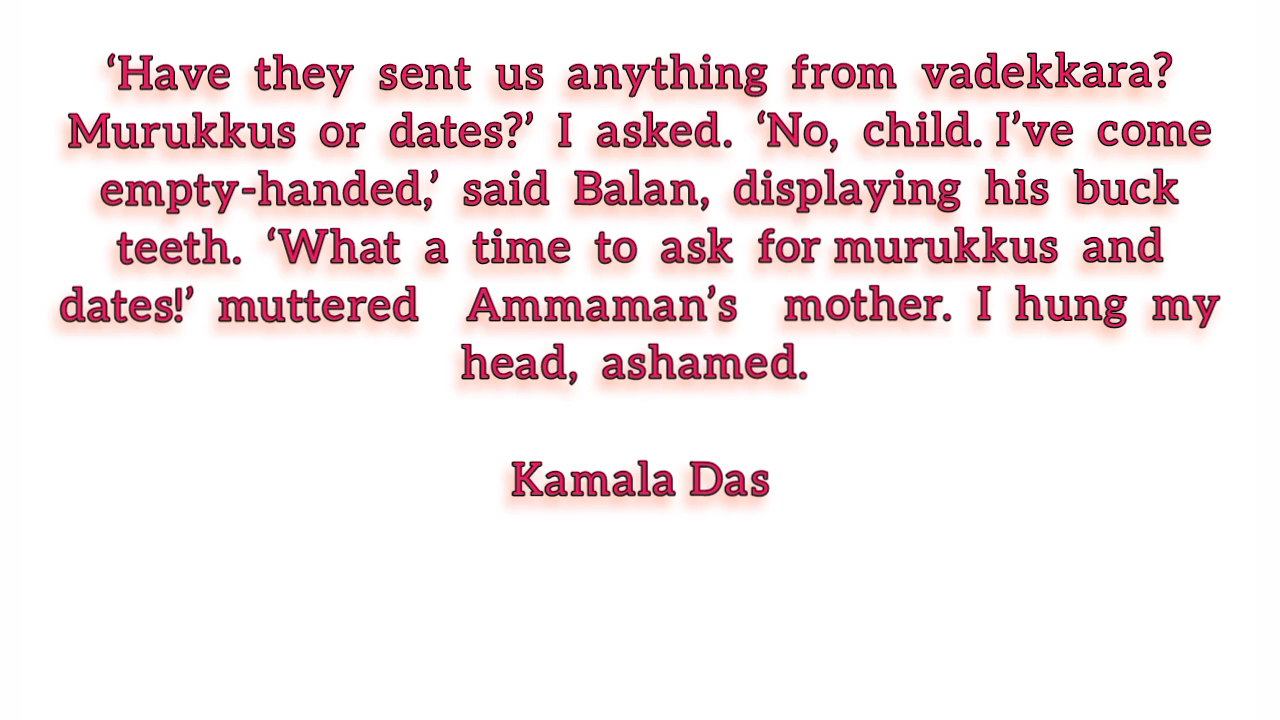 ‘Have they sent us anything from vadekkara?
Murukkus or dates?’ I asked. ‘No, child. I’ve come
empty-handed,’ said Balan, displaying his buck
teeth. ‘What a time to ask for murukkus and
dates!’ muttered Ammaman’s mother. I hung my
head, ashamed.
Kamala Das